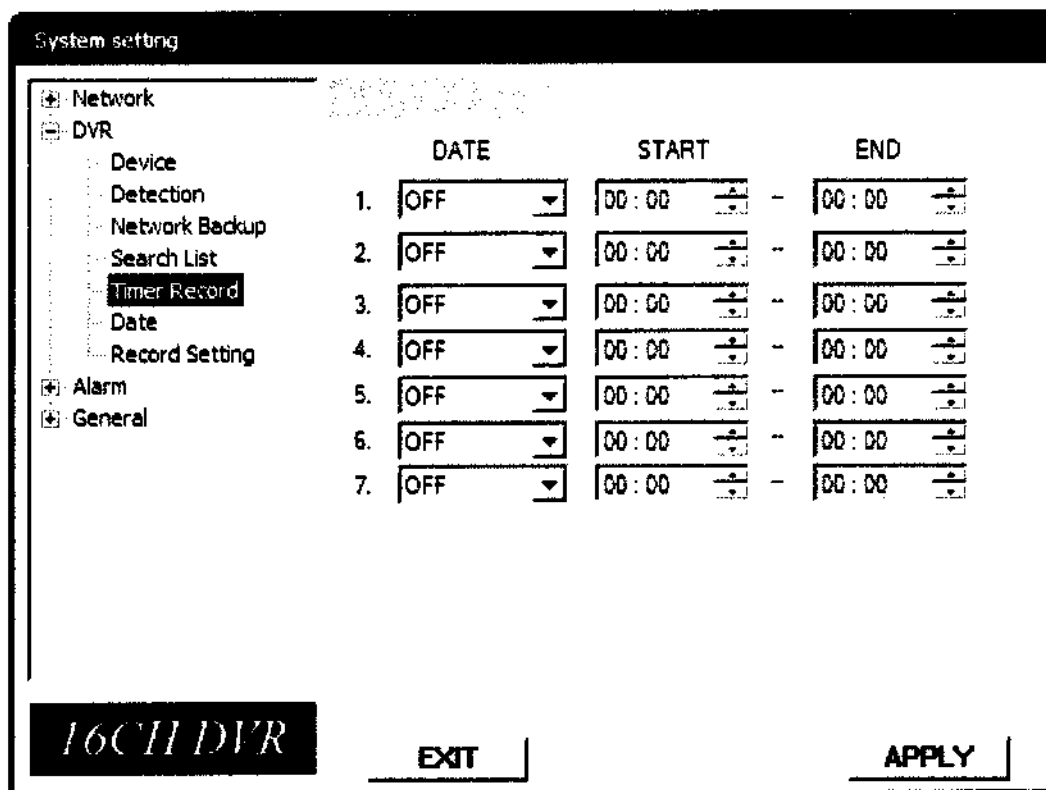 System setting
Network
DVR
Device
Detection
Network Backup
Search List
Timer Record
Date
Record Setting
Alarm
General
DATE START END
1. OFF 00 : 00 - 00 : 00
2. OFF 00 : 00 - 00 : 00
3. OFF 00 : 00 - 00 : 00
4. OFF 00 : 00 - 00 : 00
5. OFF 00 : 00 - 00 : 00
6. OFF 00 : 00 - 00 : 00
7. OFF 00 : 00 - 00 : 00
16CH DVR
EXIT APPLY